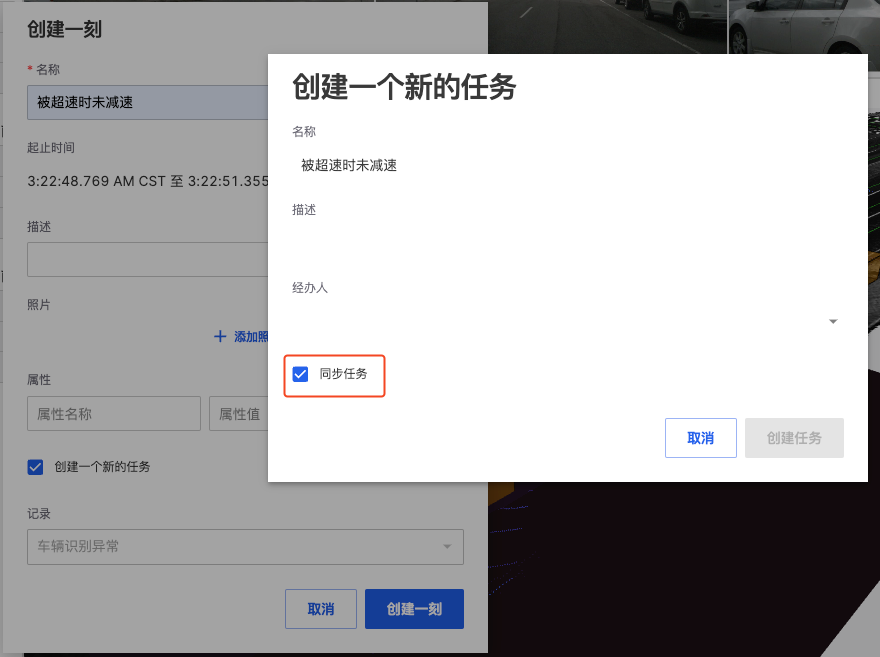 创建一刻
* 名称
被超速时未减速
起止时间
3:22:48.769 AM CST 至 3:22:51.355
描述
照片
添加照
属性
属性名称
属性值
创建一个新的任务
记录
车辆识别异常
取消
创建一刻
创建一个新的任务
名称
被超速时未减速
描述
经办人
同步任务
取消
创建任务